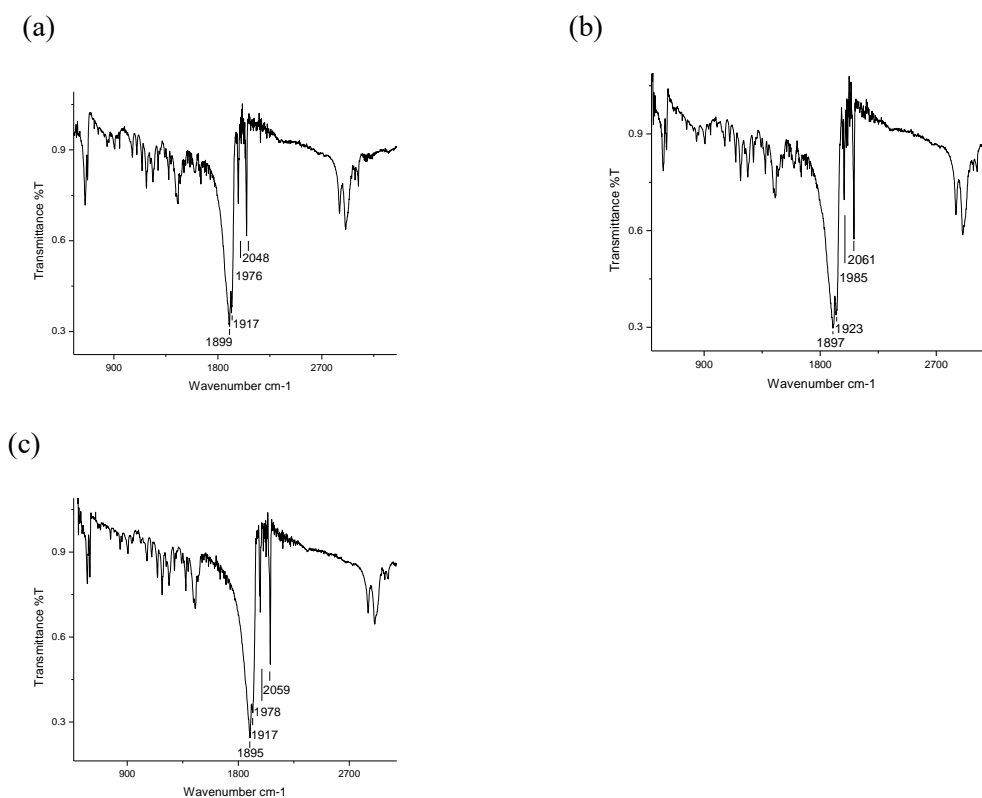 (a)
(b)
Transmittance %T
0.9
0.6
0.3
2048
1976
1917
1899
900 1800 2700
Wavenumber cm-1
Transmittance %T
0.9
0.6
0.3
2061
1985
1923
1897
900 1800 2700
Wavenumber cm-1
(c)
Transmittance %T
0.9
0.6
0.3
2059
1978
1917
1895
900 1800 2700
Wavenumber cm-1